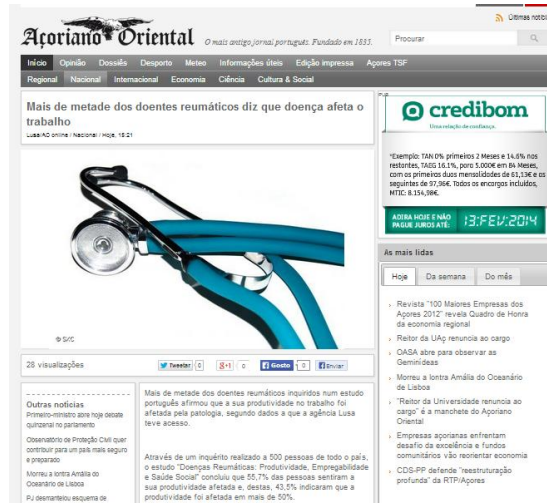 Últimas notíci
Açoriano Oriental
O mais antigo jornal português. Fundado em 1835.
Procurar
Início Opinião Dossiês Desporto Meteo Informações úteis Edição impressa Açores TSF
Regional Nacional Internacional Economia Ciência Cultura & Social
Mais de metade dos doentes reumáticos diz que doença afeta o
trabalho
Lusa/AO online / Nacional / Hoje, 15:21
© SXC
28 visualizações
Tweetar 0
g+1 0
Gosto 0
Enviar
Outras notícias
Primeiro-ministro abre hoje debate
quinzenal no parlamento
Observatório de Proteção Civil quer
contribuir para um país mais seguro
e preparado
Morreu a lontra Amália do
Oceanário de Lisboa
PJ desmantelou esquema de
Mais de metade dos doentes reumáticos inquiridos num estudo
português afirmou que a sua produtividade no trabalho foi
afetada pela patologia, segundo dados a que a agência Lusa
teve acesso.
Através de um inquérito realizado a 500 pessoas de todo o país,
o estudo "Doenças Reumáticas: Produtividade, Empregabilidade
e Saúde Social" concluiu que 55,7% das pessoas sentiram a
sua produtividade afetada e, destas, 43,5% indicaram que a
produtividade foi afetada em mais de 50%.
credibom
Uma relação de confiança.
*Exemplo: TAN 0% primeiros 2 Meses e 14.6% nos
restantes, TAEG 16.1%, para 5.000€ em 84 Meses,
com as primeiras duas mensalidades de 61,13€ e as
seguintes de 97,96€. Todos os encargos incluídos,
MTIC: 8.154,98€.
ADIRA HOJE E NÃO
PAGUE JUROS ATÉ:
13:FEV:2014
As mais lidas
Hoje Da semana Do mês
Revista "100 Maiores Empresas dos
Açores 2012" revela Quadro de Honra
da economia regional
Reitor da UAç renuncia ao cargo
OASA abre para observar as
Geminídeas
Morreu a lontra Amália do Oceanário
de Lisboa
"Reitor da Universidade renuncia ao
cargo" é a manchete do Açoriano
Oriental
Empresas açorianas enfrentam
desafio da excelência e fundos
comunitários vão reorientar economia
CDS-PP defende "reestruturação
profunda" da RTP/Açores